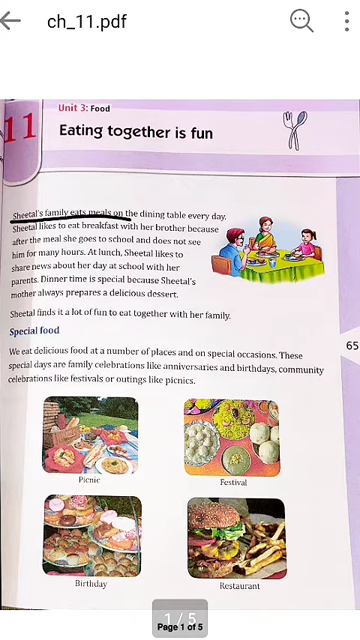 ch_11.pdf
Unit 3: Food
11
Eating together is fun
Sheetal's family eats meals on the dining table every day.
Sheetal likes to eat breakfast with her brother because
after the meal she goes to school and does not see
him for many hours. At lunch, Sheetal likes to
share news about her day at school with her
parents. Dinner time is special because Sheetal's
mother always prepares a delicious dessert.
Sheetal finds it a lot of fun to eat together with her family.
Special food
65
We eat delicious food at a number of places and on special occasions. These
special days are family celebrations like anniversaries and birthdays, community
celebrations like festivals or outings like picnics.
Picnic
Festival
Birthday
Restaurant
1 / 5
Page 1 of 5